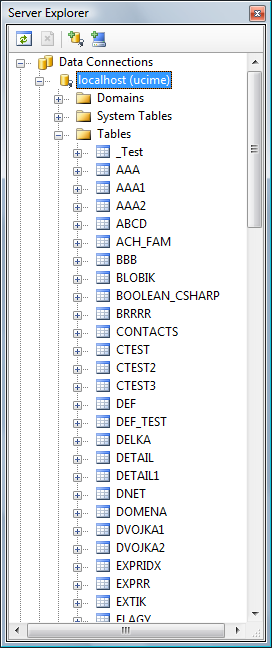 Server Explorer
Data Connections
localhost (ucime)
Domains
System Tables
Tables
_Test
AAA
AAA1
AAA2
ABCD
ACH_FAM
BBB
BLOBIK
BOOLEAN_CSHARP
BRRRR
CONTACTS
CTEST
CTEST2
CTEST3
DEF
DEF_TEST
DELKA
DETAIL
DETAIL1
DNET
DOMENA
DVOJKA1
DVOJKA2
EXPRIDX
EXPRR
EXTIK
FLAGY